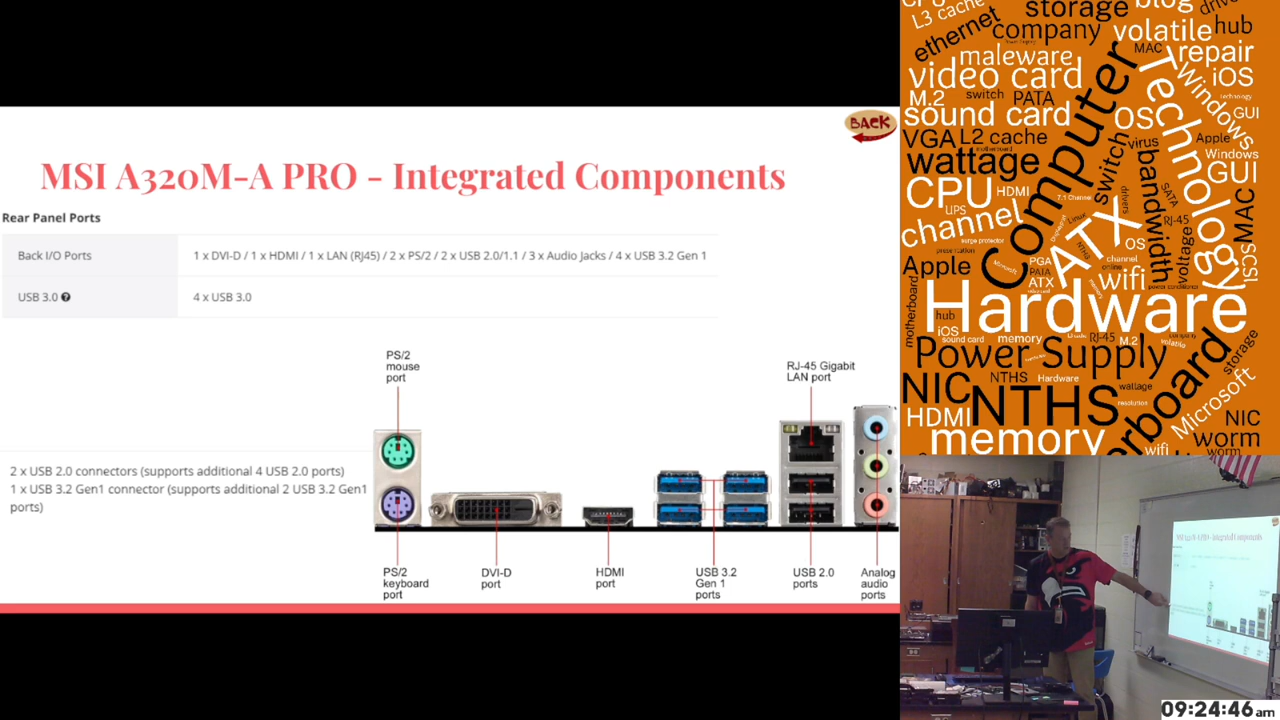 BACK
MSI A320M-A PRO - Integrated Components
Rear Panel Ports
Back I/O Ports
1 x DVI-D / 1 x HDMI / 1 x LAN (RJ45) / 2 x PS/2 / 2 x USB 2.0/1.1 / 3 x Audio Jacks / 4 x USB 3.2 Gen 1
USB 3.0 ?
4 x USB 3.0
PS/2
mouse
port
RJ-45 Gigabit
LAN port
2 x USB 2.0 connectors (supports additional 4 USB 2.0 ports)
1 x USB 3.2 Gen1 connector (supports additional 2 USB 3.2 Gen1
ports)
PS/2
keyboard
port
DVI-D
port
HDMI
port
USB 3.2
Gen 1
ports
USB 2.0
ports
Analog
audio
ports
L3 cache
storage
blog
ethernet
company
volatile
hub
maleware
MAC
repair
video card
Windows
iOS
M.2
switch
PATA
Technology
technology
sound card
OS
GUI
VGA
L2 cache
Computer
virus
Apple
wattage
switch
bandwidth
Windows
GUI
CPU
HDMI
7.1 Channel
drivers
SATA
MAC
UPS
channel
Linux
RJ-45
surge protector
ATX
OS
voltage
SCSI
presentation
Apple
Microsoft
PGA
PATA
channel
online
ATX
wifi
power conditioner
motherboard
Hardware
hub
iOS
sound card
memory
RJ-45
M.2
volatile
storage
Power Supply
NIC
NTHS
Hardware
wattage
NTHS
resolution
Microsoft
HDMI
NIC
memory
wifi
worm
worm
erboard
09:24:46 am